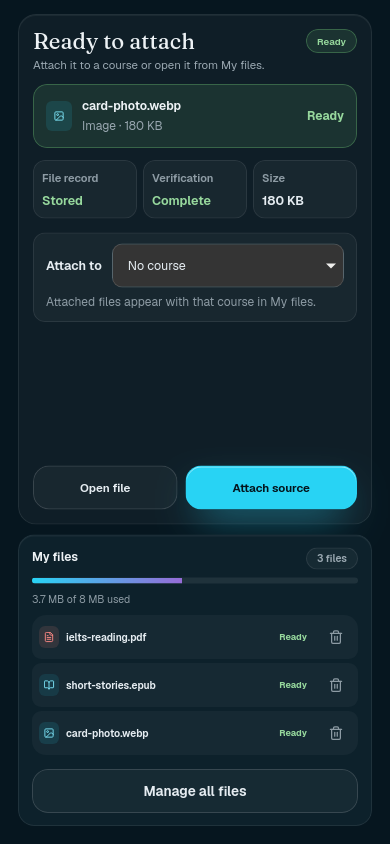 Ready to attach
Ready
Attach it to a course or open it from My files.
card-photo.webp
Image · 180 KB
Ready
File record
Stored
Verification
Complete
Size
180 KB
Attach to
No course
Attached files appear with that course in My files.
Open file
Attach source
My files
3 files
3.7 MB of 8 MB used
ielts-reading.pdf
Ready
short-stories.epub
Ready
card-photo.webp
Ready
Manage all files